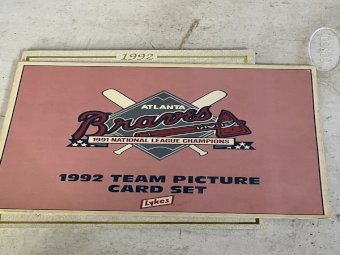 1992
ATLANTA
Braves
1991 NATIONAL LEAGUE CHAMPIONS
1992 TEAM PICTURE
CARD SET
Lykes